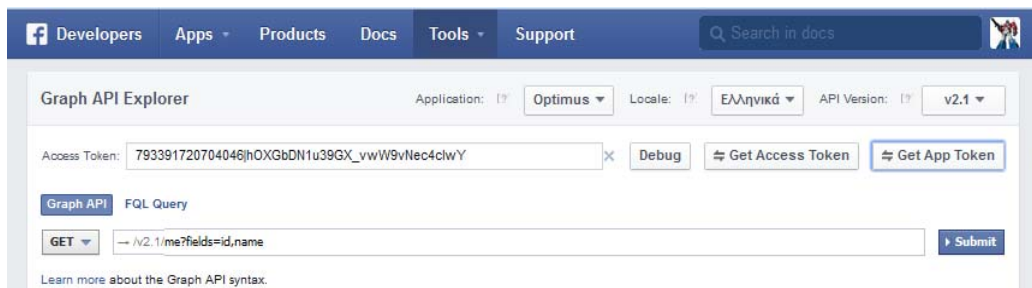 Developers Apps Products Docs Tools Support Search in docs
Graph API Explorer Application: [?] Optimus Locale: [?] Ελληνικά API Version: [?] v2.1
Access Token: 793391720704046|hOXGbDN1u39GX_vwW9vNec4clwY × Debug ⇋ Get Access Token ⇋ Get App Token
Graph API FQL Query
GET → /v2.1/me?fields=id,name Submit
Learn more about the Graph API syntax.